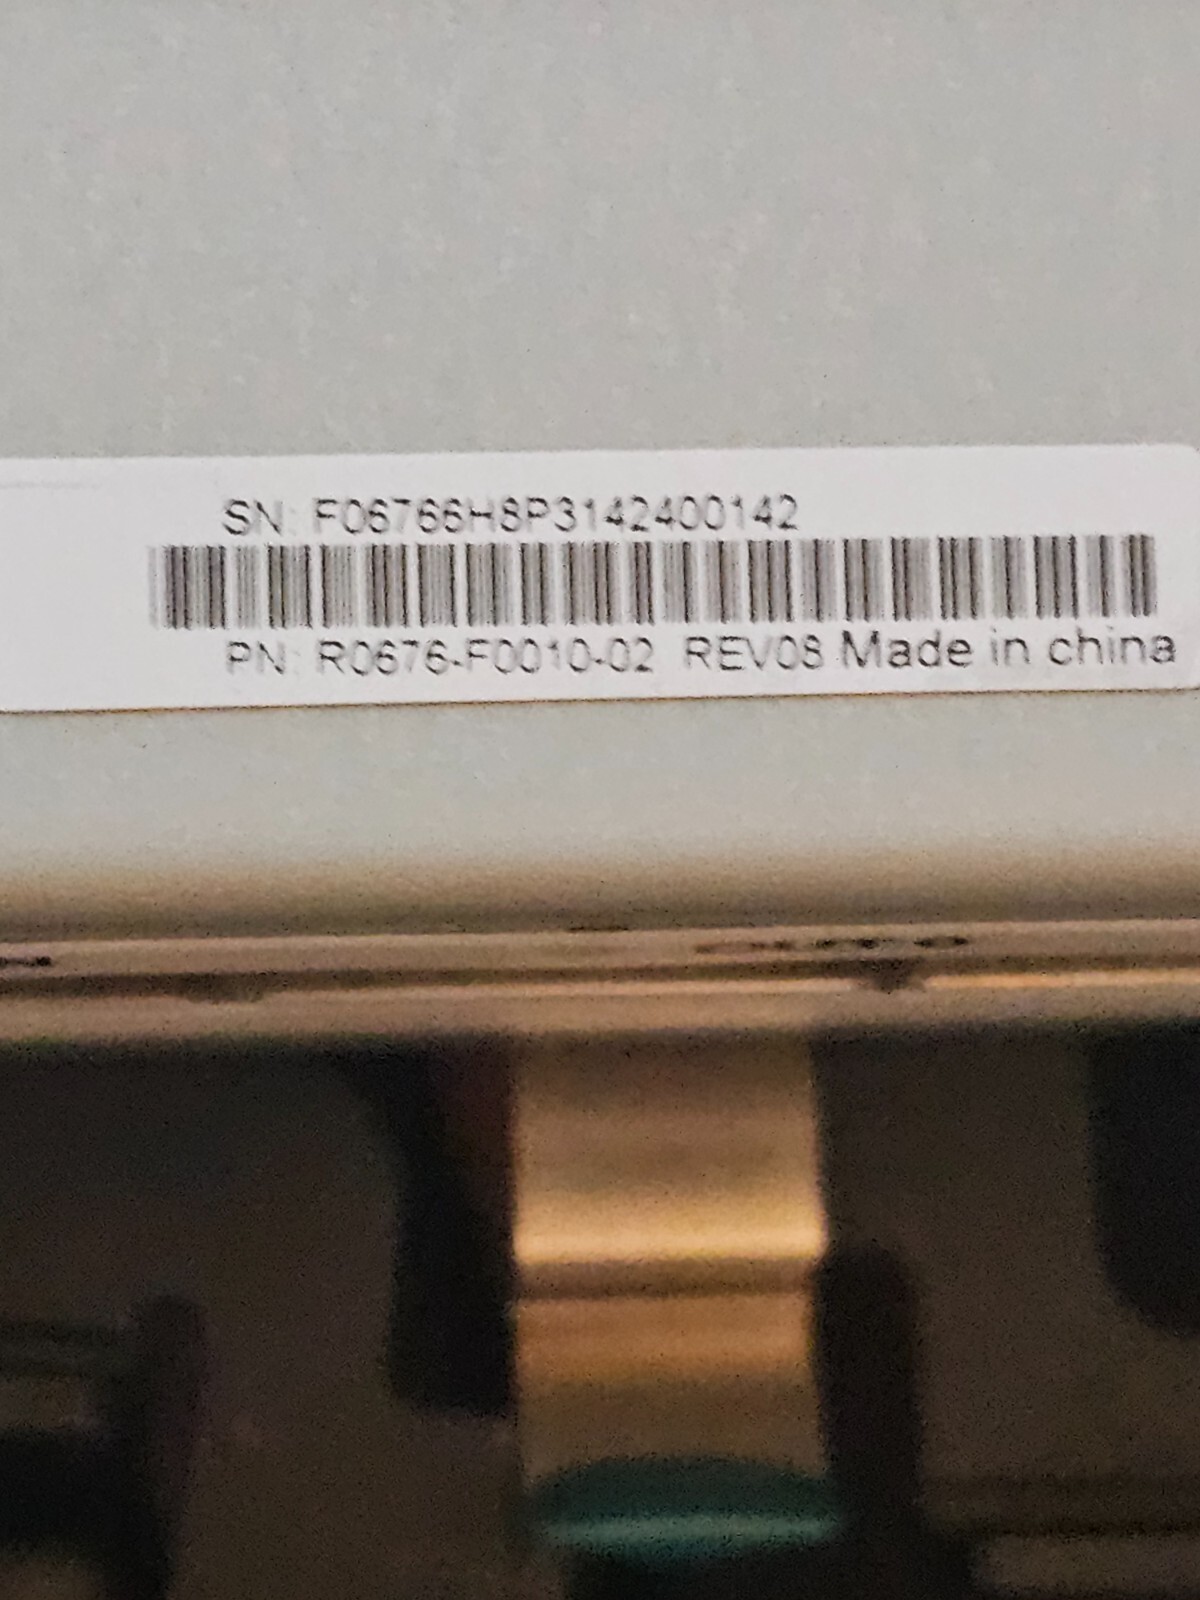 SN: F06766H8P3142400142
PN: R0676-F0010-02 REV08 Made in china